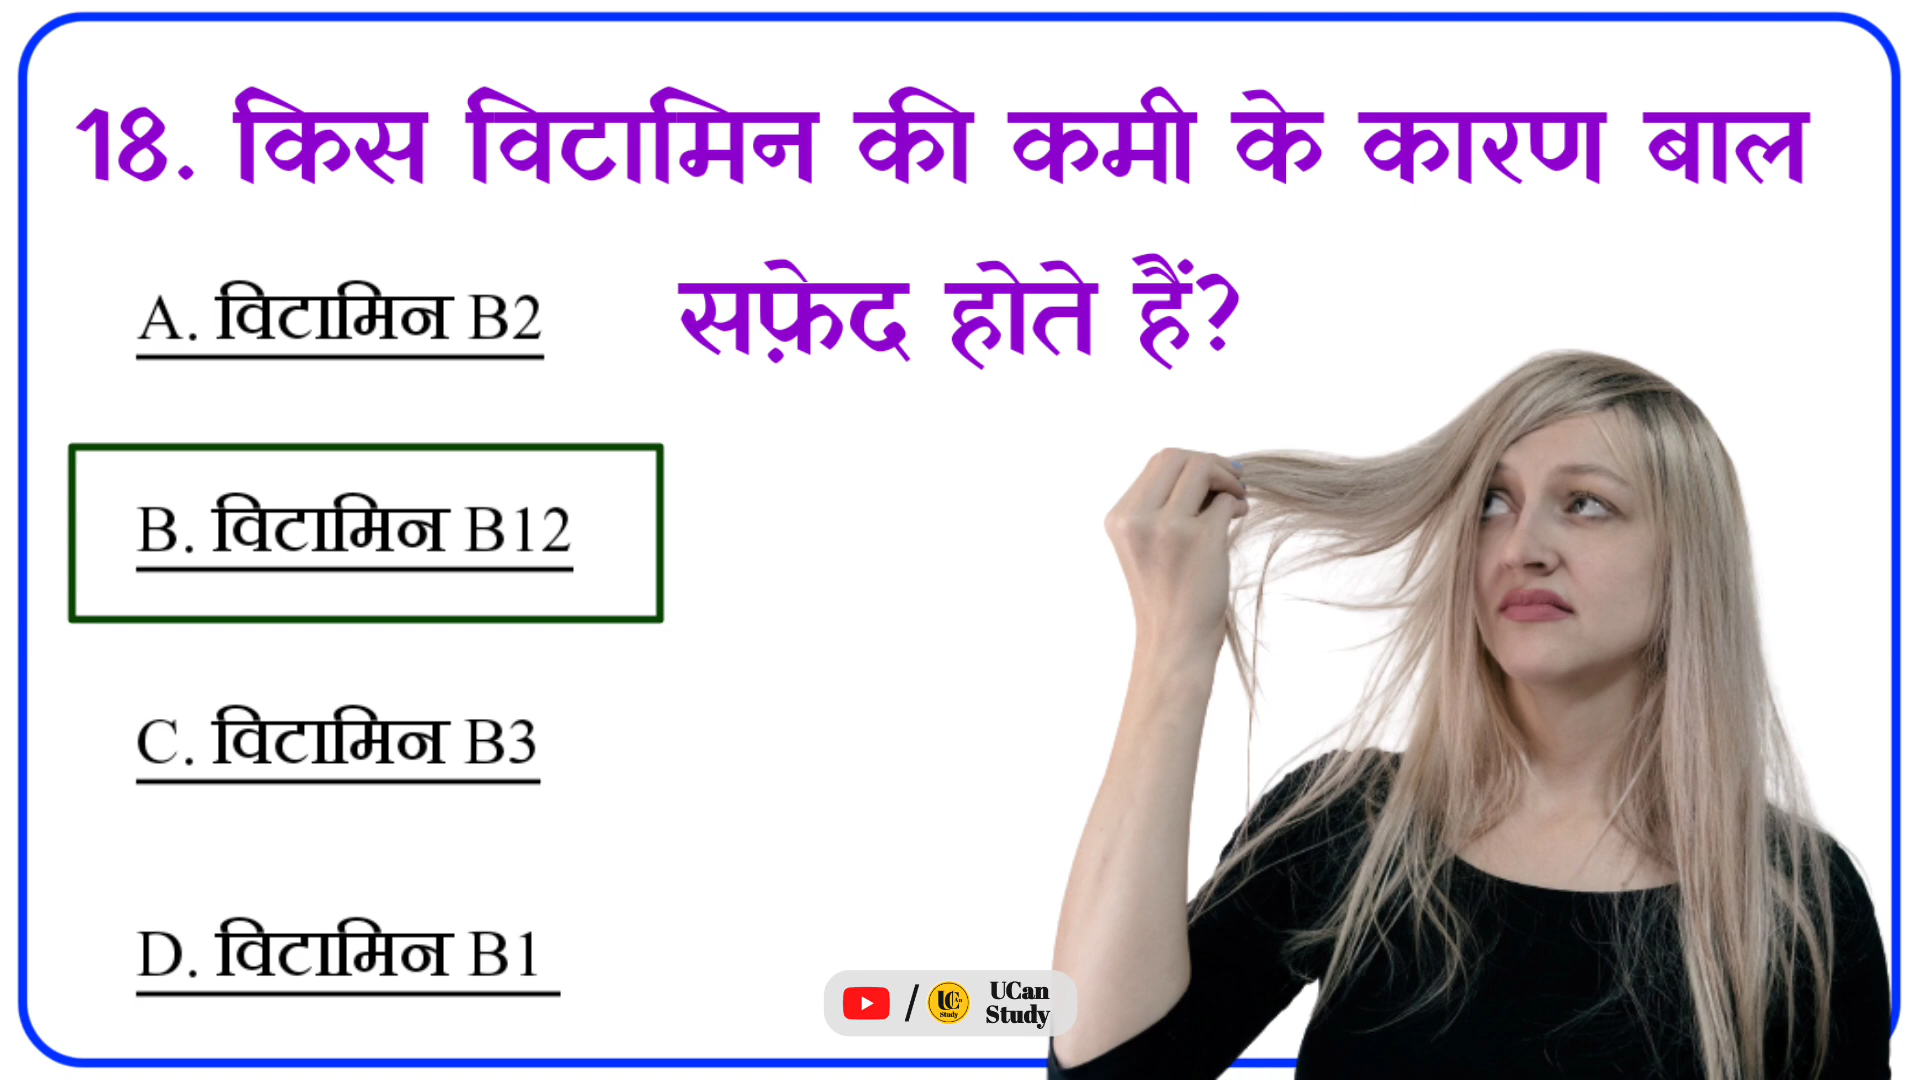 18. किस विटामिन की कमी के कारण बाल
सफ़ेद होते हैं?
A. विटामिन B2
B. विटामिन B12
C. विटामिन B3
D. विटामिन B1
/ UCan
Study